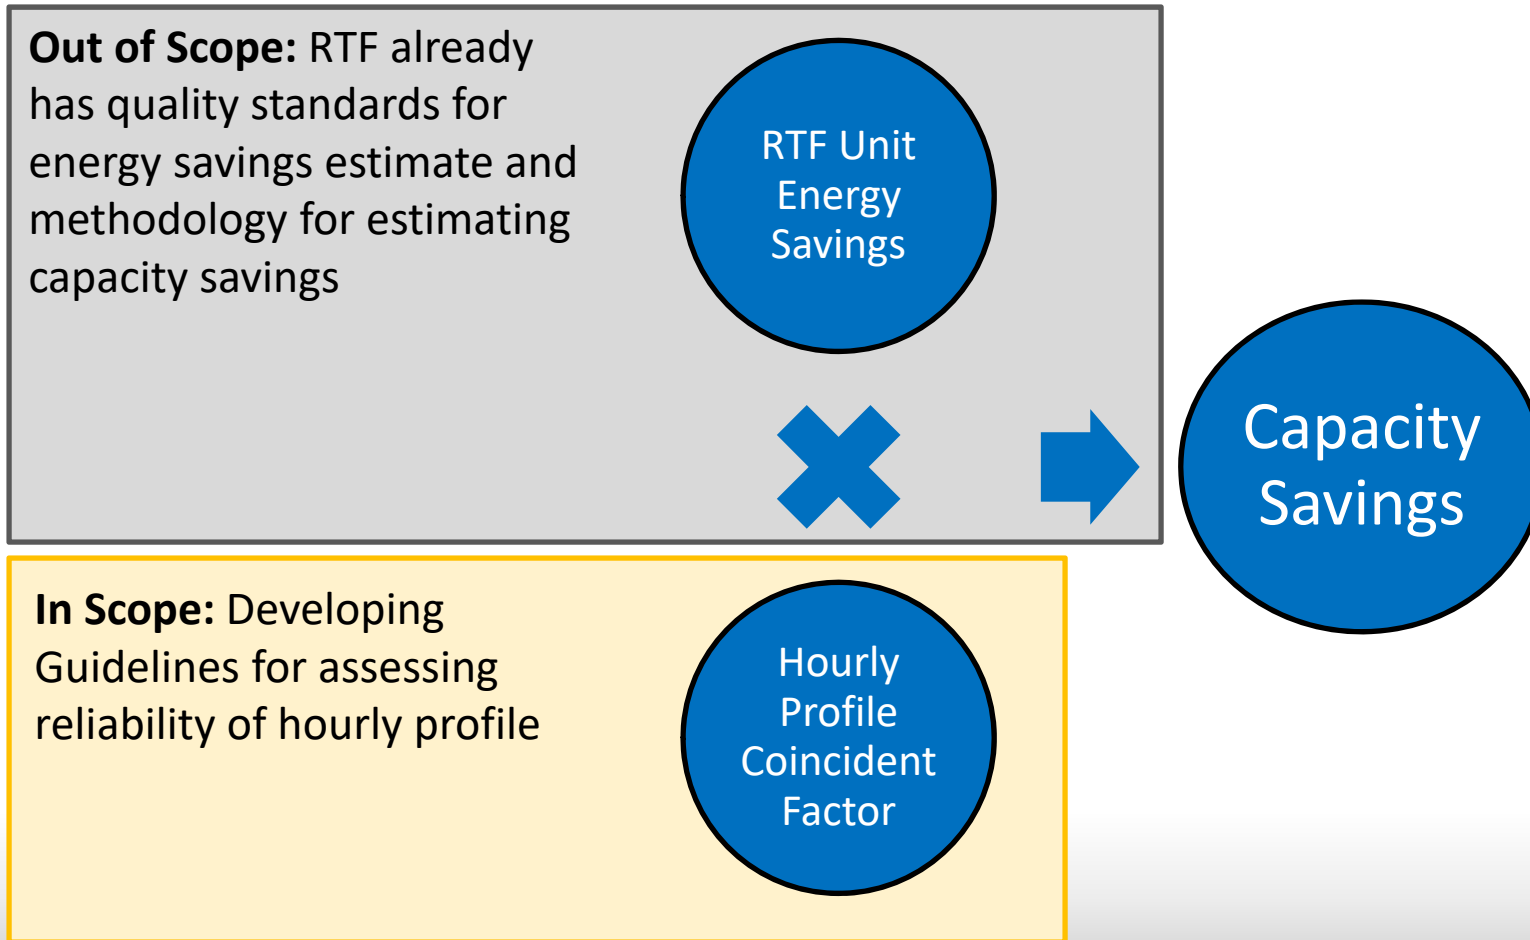 Out of Scope: RTF already
has quality standards for
energy savings estimate and
methodology for estimating
capacity savings
RTF Unit
Energy
Savings
Capacity
Savings
In Scope: Developing
Guidelines for assessing
reliability of hourly profile
Hourly
Profile
Coincident
Factor